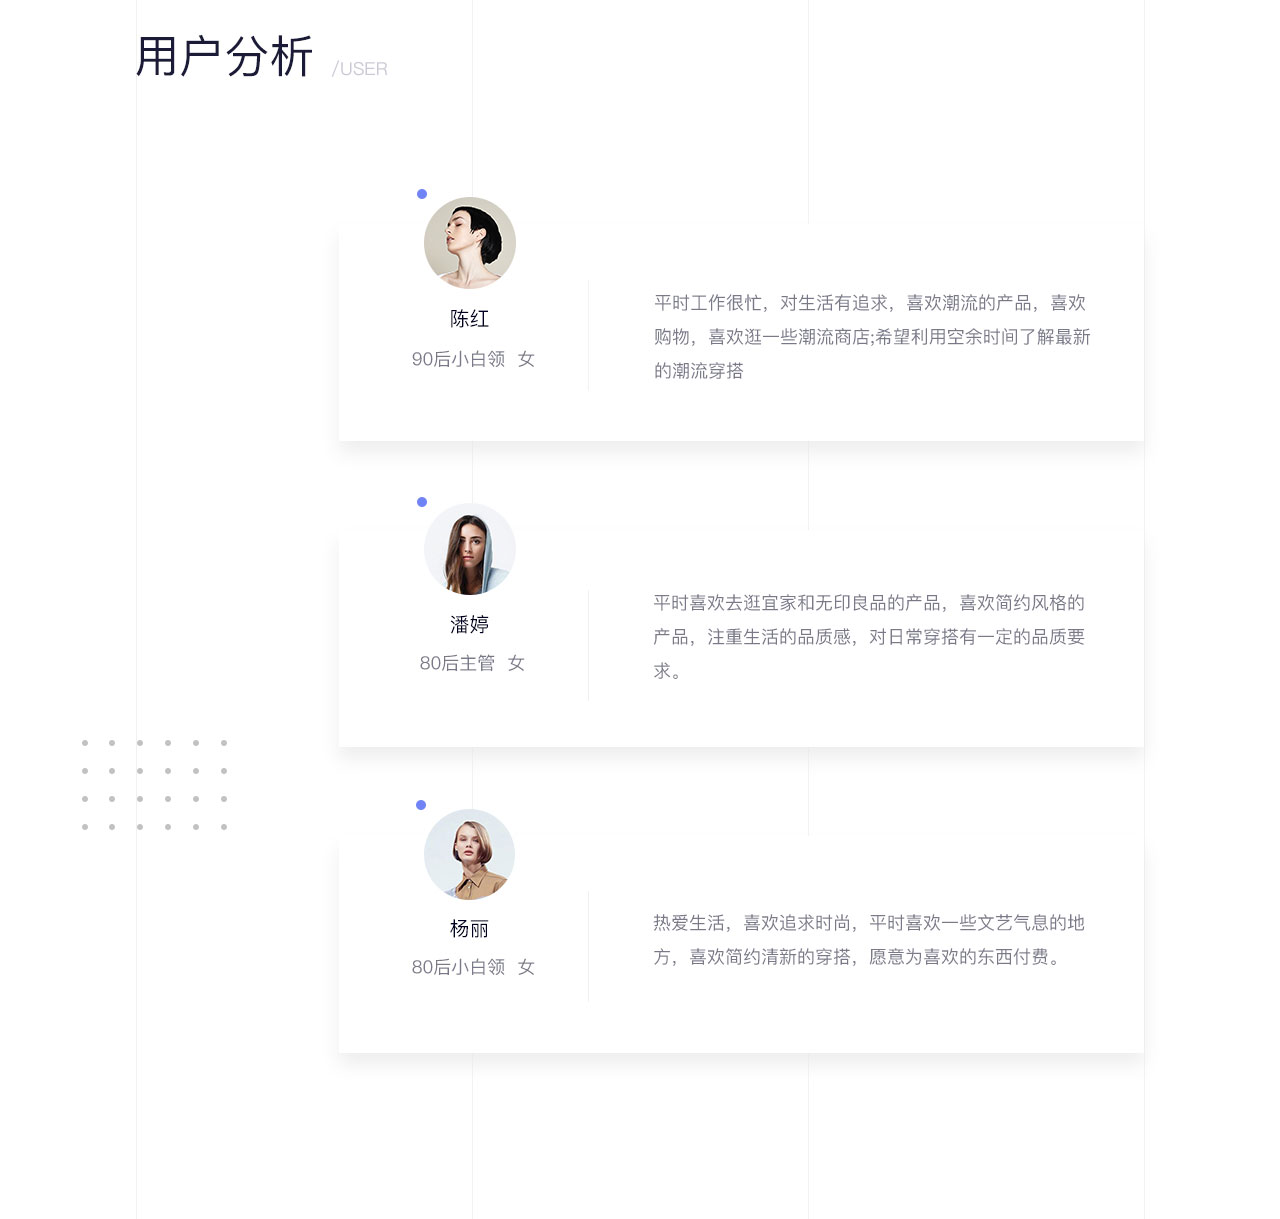 用户分析 /USER
陈红
90后小白领 女
平时工作很忙，对生活有追求，喜欢潮流的产品，喜欢
购物，喜欢逛一些潮流商店;希望利用空余时间了解最新
的潮流穿搭
潘婷
80后主管 女
平时喜欢去逛宜家和无印良品的产品，喜欢简约风格的
产品，注重生活的品质感，对日常穿搭有一定的品质要
求。
杨丽
80后小白领 女
热爱生活，喜欢追求时尚，平时喜欢一些文艺气息的地
方，喜欢简约清新的穿搭，愿意为喜欢的东西付费。